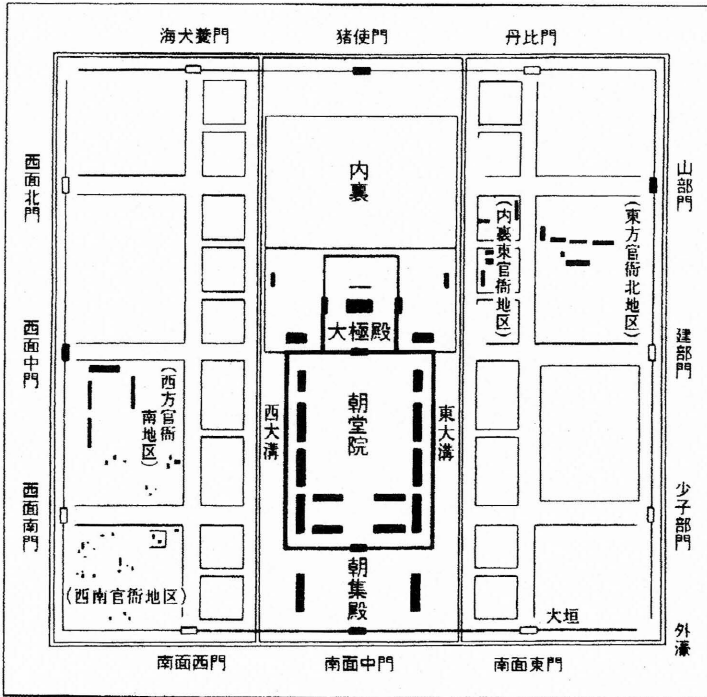 海犬養門
猪使門
丹比門
西面北門
内裏
山部門
(内裏東官衙地区)
(東方官衙北地区)
大極殿
西面中門
建部門
(西方官衙
南地区)
西大溝
朝堂院
東大溝
西面南門
少子部門
朝集殿
(西南官衙地区)
大垣
外濠
南面西門
南面中門
南面東門